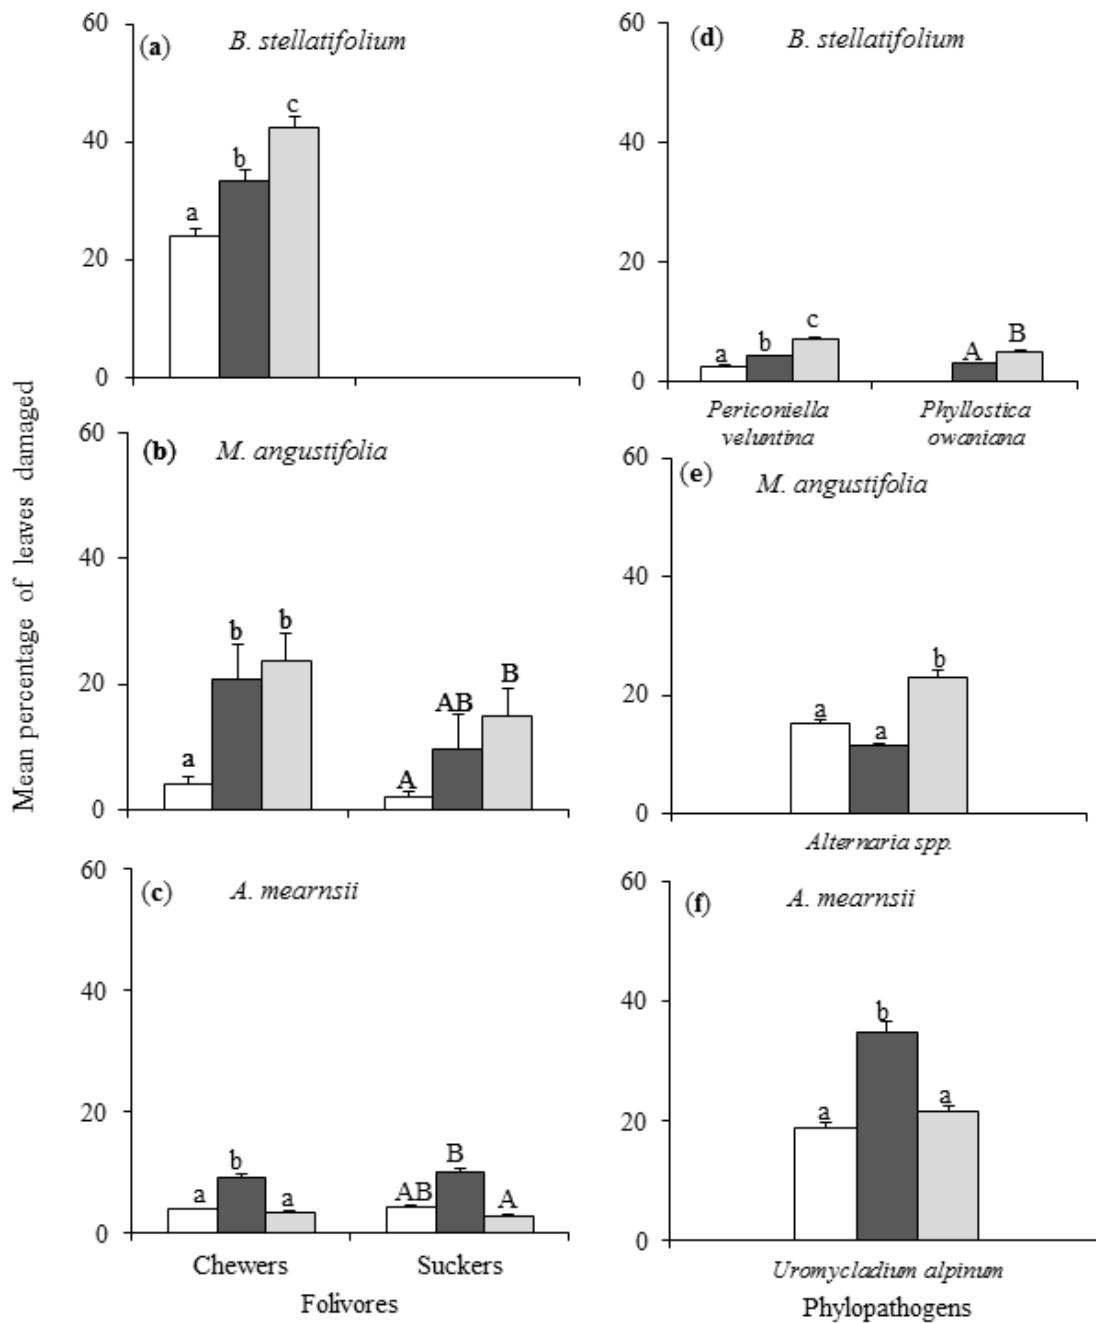 Mean percentage of leaves damaged
(a) B. stellatifolium
60
40
20
0
a
b
c
(b) M. angustifolia
60
40
20
0
a
b
b
A
AB
B
(c) A. mearnsii
60
40
20
0
a
b
a
AB
B
A
Chewers Suckers
Folivores
(d) B. stellatifolium
60
40
20
0
a
b
c
A
B
Periconiella Phyllostica
veluntina owaniana
(e) M. angustifolia
60
40
20
0
a
a
b
Alternaria spp.
(f) A. mearnsii
60
40
20
0
a
b
a
Uromycladium alpinum
Phylopathogens